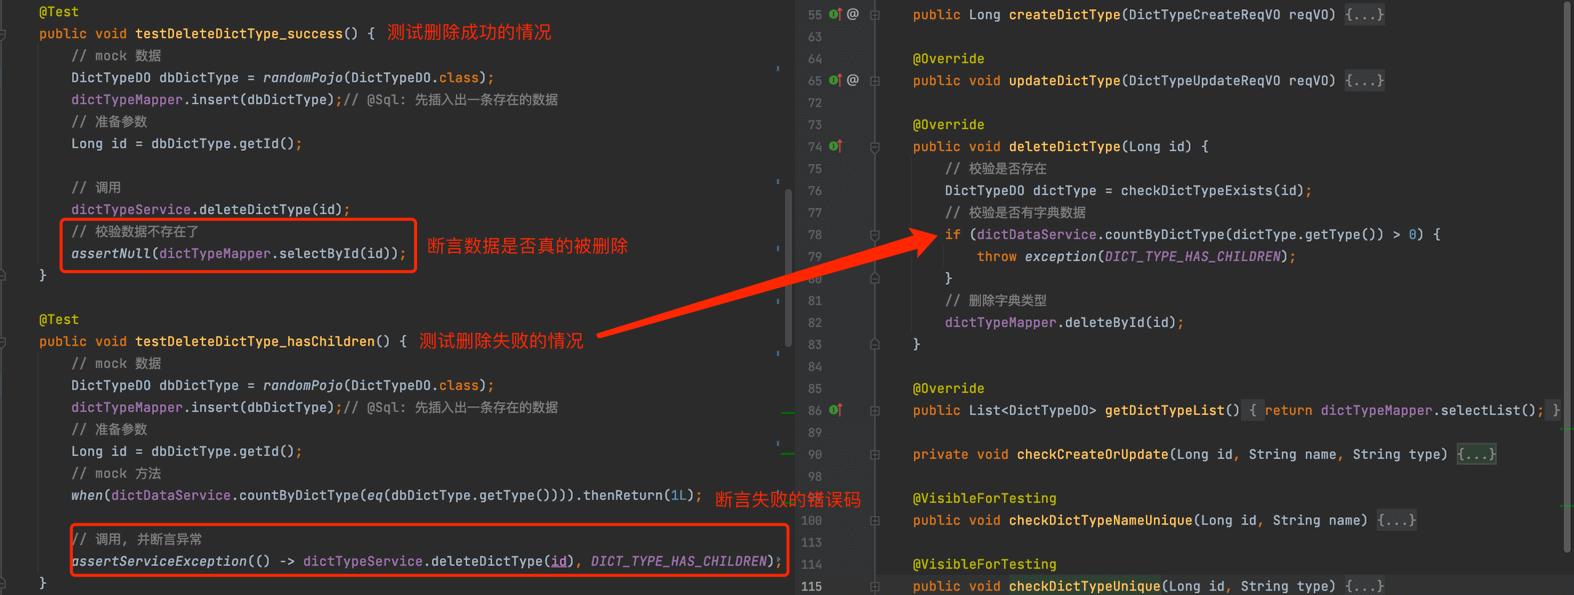 @Test
public void testDeleteDictType_success() { 测试删除成功的情况
// mock 数据
DictTypeDO dbDictType = randomPojo(DictTypeDO.class);
dictTypeMapper.insert(dbDictType);// @Sql: 先插入出一条存在的数据
// 准备参数
Long id = dbDictType.getId();
// 调用
dictTypeService.deleteDictType(id);
// 校验数据不存在了
assertNull(dictTypeMapper.selectById(id)); 断言数据是否真的被删除
}
@Test
public void testDeleteDictType_hasChildren() { 测试删除失败的情况
// mock 数据
DictTypeDO dbDictType = randomPojo(DictTypeDO.class);
dictTypeMapper.insert(dbDictType);// @Sql: 先插入出一条存在的数据
// 准备参数
Long id = dbDictType.getId();
// mock 方法
when(dictDataService.countByDictType(eq(dbDictType.getType()))).thenReturn(1L); 断言失败的错误码
// 调用, 并断言异常
assertServiceException(() -> dictTypeService.deleteDictType(id), DICT_TYPE_HAS_CHILDREN);
}
55 @ public Long createDictType(DictTypeCreateReqVO reqVO) {...}
63
64 @Override
65 @ public void updateDictType(DictTypeUpdateReqVO reqVO) {...}
72
73 @Override
74 public void deleteDictType(Long id) {
75 // 校验是否存在
76 DictTypeDO dictType = checkDictTypeExists(id);
77 // 校验是否有字典数据
78 if (dictDataService.countByDictType(dictType.getType()) > 0) {
79 throw exception(DICT_TYPE_HAS_CHILDREN);
80 }
81 // 删除字典类型
82 dictTypeMapper.deleteById(id);
83 }
84
85 @Override
86 public List<DictTypeDO> getDictTypeList() { return dictTypeMapper.selectList(); }
89
90 private void checkCreateOrUpdate(Long id, String name, String type) {...}
98
@VisibleForTesting
100 public void checkDictTypeNameUnique(Long id, String name) {...}
113
114 @VisibleForTesting
115 public void checkDictTypeUnique(Long id, String type) {...}